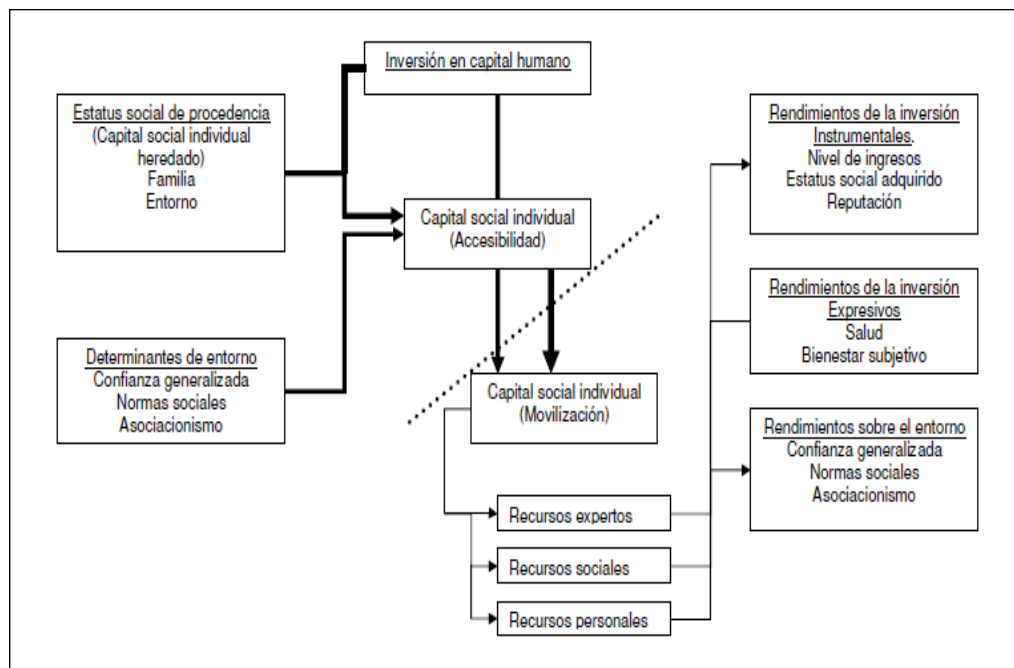 Inversión en capital humano
Estatus social de procedencia
(Capital social individual
heredado)
Familia
Entorno
Rendimientos de la inversión
Instrumentales.
Nivel de ingresos
Estatus social adquirido
Reputación
Capital social individual
(Accesibilidad)
Rendimientos de la inversión
Expresivos
Salud
Bienestar subjetivo
Determinantes de entorno
Confianza generalizada
Normas sociales
Asociacionismo
Capital social individual
(Movilización)
Rendimientos sobre el entorno
Confianza generalizada
Normas sociales
Asociacionismo
Recursos expertos
Recursos sociales
Recursos personales